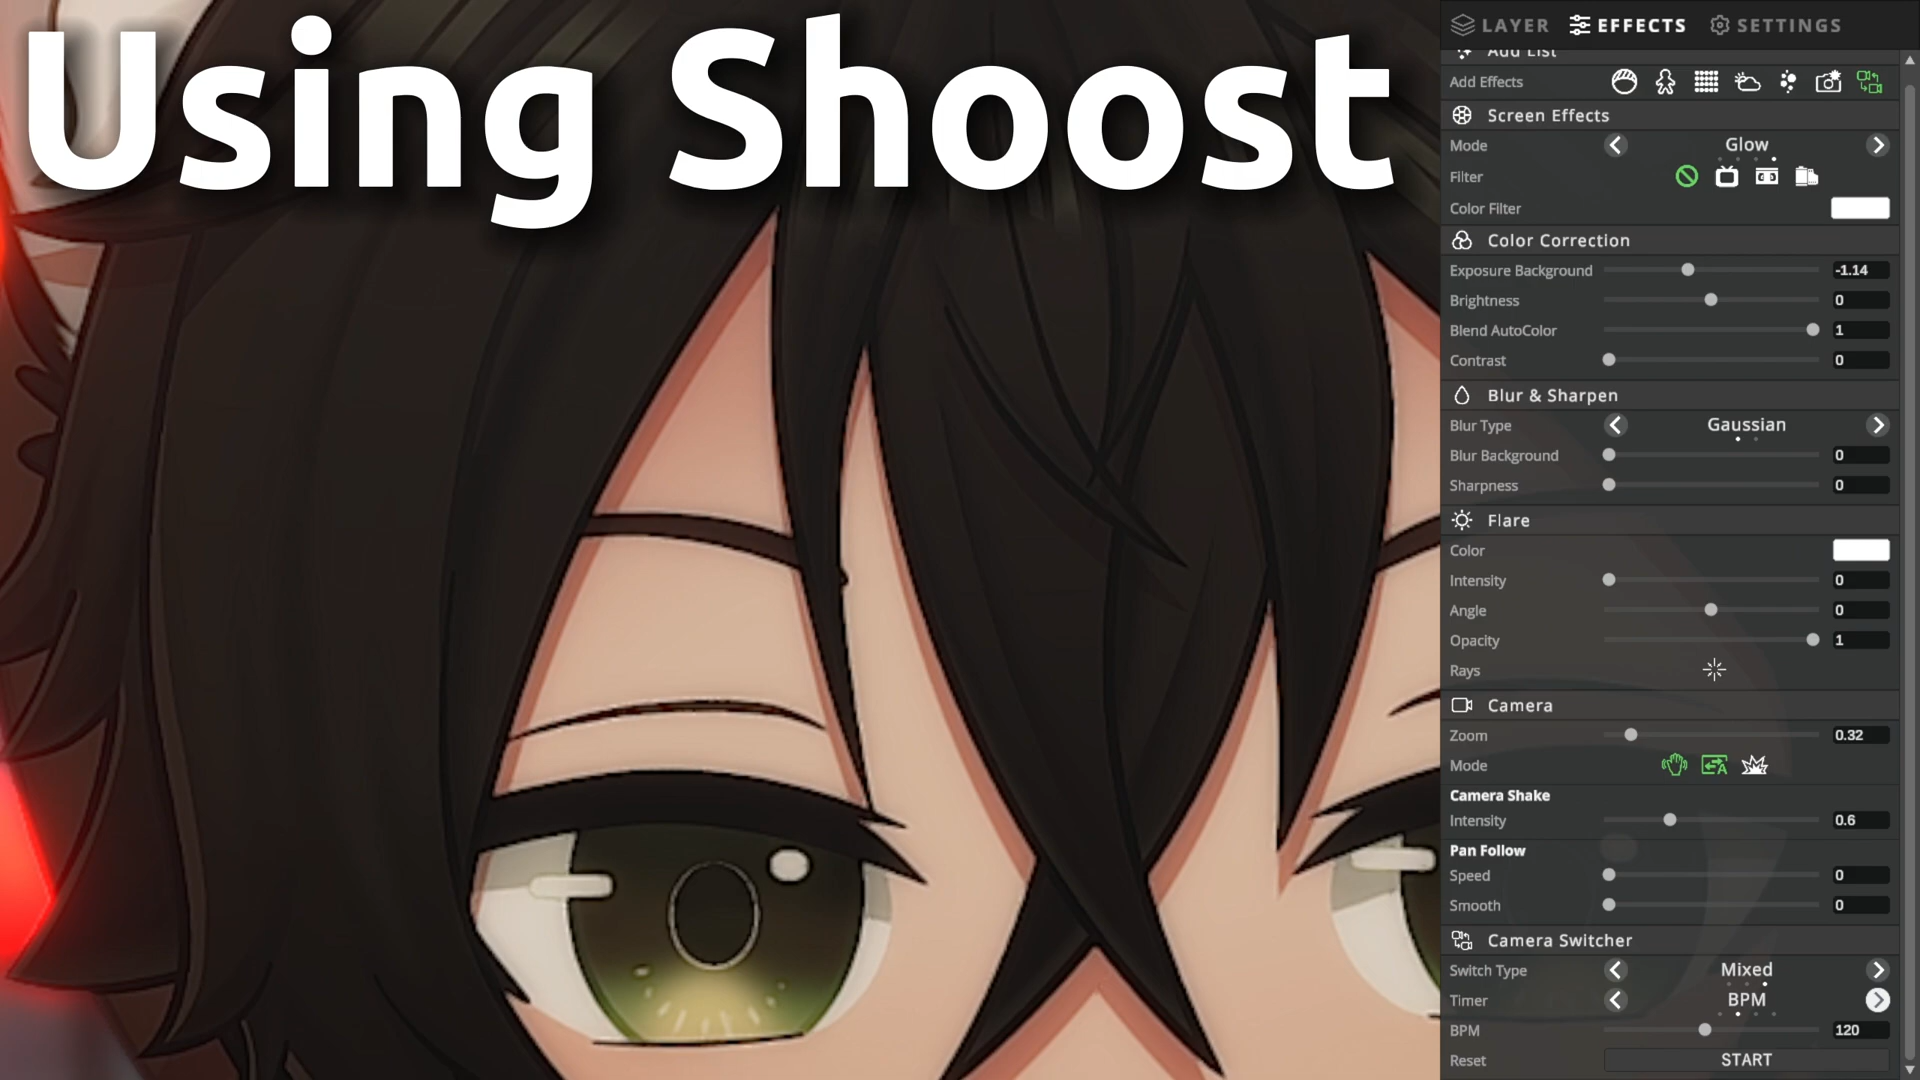 Using Shoost
LAYER EFFECTS SETTINGS
Add List
Add Effects
Screen Effects
Mode Glow
Filter
Color Filter
Color Correction
Exposure Background -1.14
Brightness 0
Blend AutoColor 1
Contrast 0
Blur & Sharpen
Blur Type Gaussian
Blur Background 0
Sharpness 0
Flare
Color
Intensity 0
Angle 0
Opacity 1
Rays
Camera
Zoom 0.32
Mode
Camera Shake
Intensity 0.6
Pan Follow
Speed 0
Smooth 0
Camera Switcher
Switch Type Mixed
Timer BPM
BPM 120
Reset START